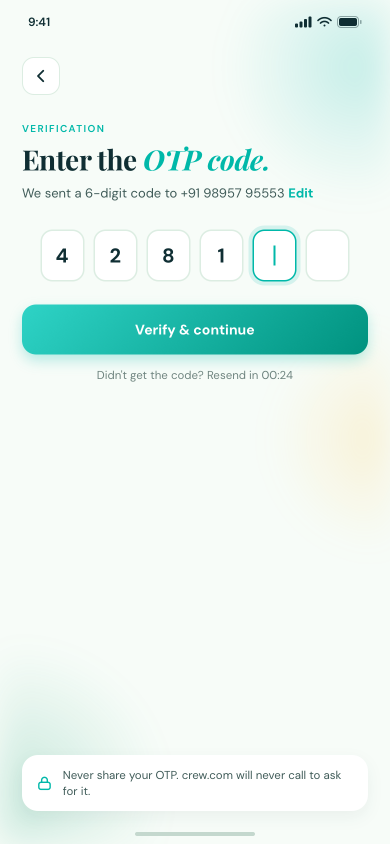 9:41
VERIFICATION
Enter the OTP code.
We sent a 6-digit code to +91 98957 95553 Edit
4 2 8 1
Verify & continue
Didn't get the code? Resend in 00:24
Never share your OTP. crew.com will never call to ask
for it.